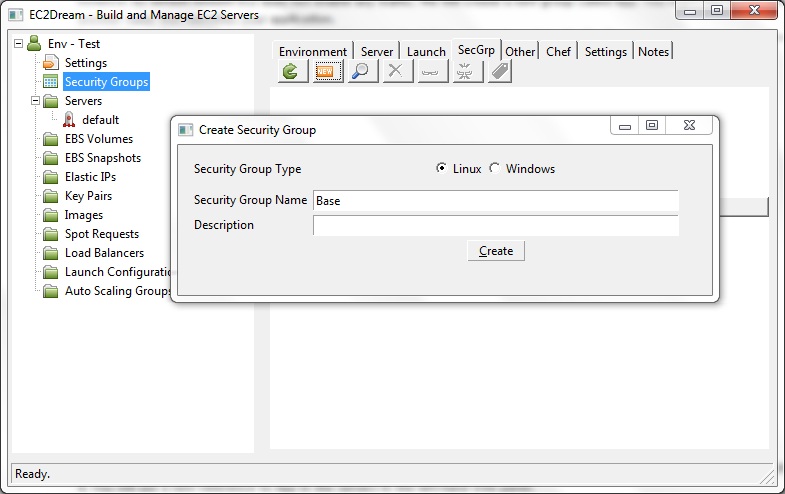 EC2Dream - Build and Manage EC2 Servers
Env - Test
Settings
Security Groups
Servers
default
EBS Volumes
EBS Snapshots
Elastic IPs
Key Pairs
Images
Spot Requests
Load Balancers
Launch Configuratio
Auto Scaling Groups
Environment Server Launch SecGrp Other Chef Settings Notes
NEW
Create Security Group
Security Group Type Linux Windows
Security Group Name Base
Description
Create
Ready.